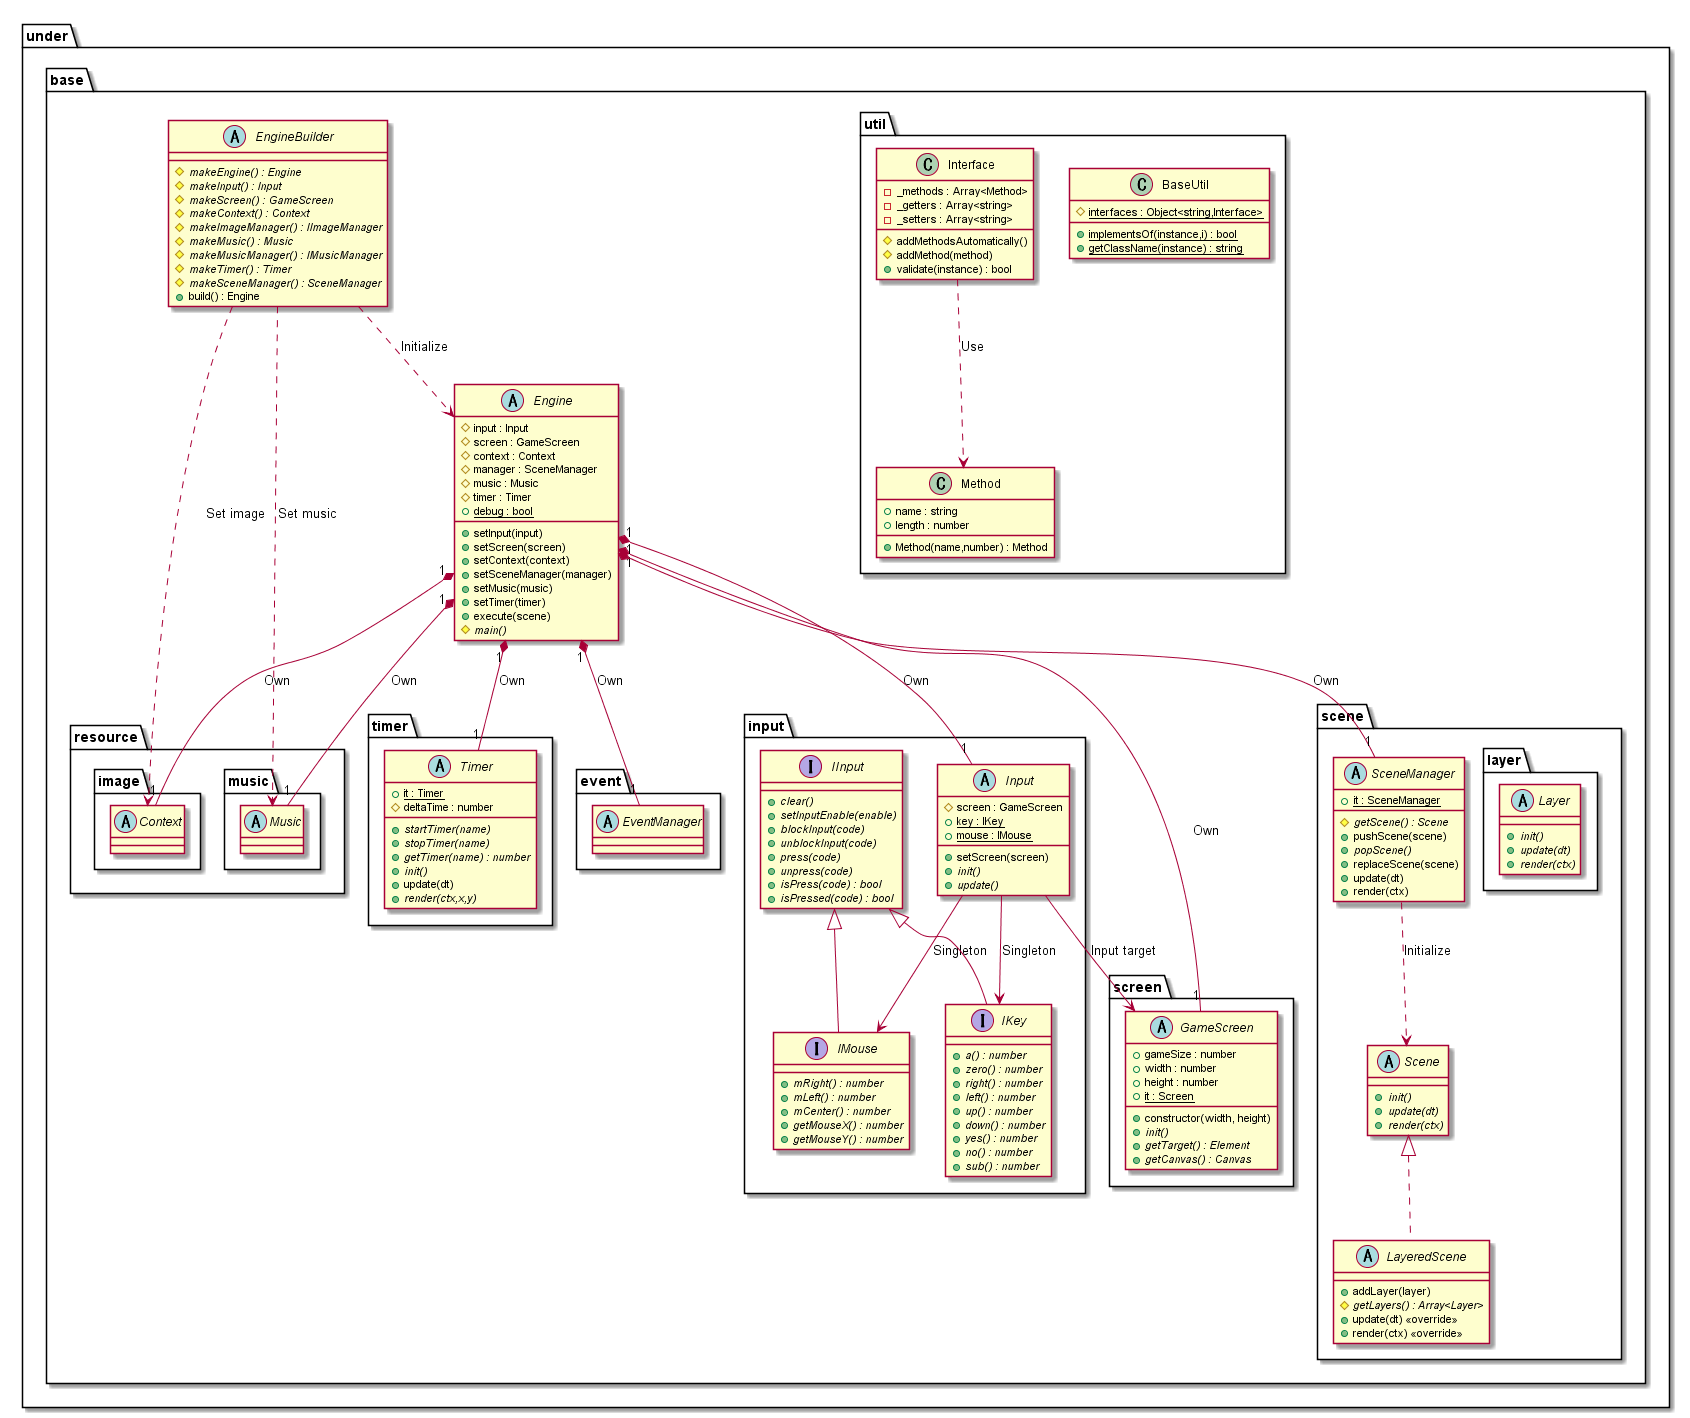 under
base
EngineBuilder
makeEngine() : Engine
makeInput() : Input
makeScreen() : GameScreen
makeContext() : Context
makeImageManager() : IImageManager
makeMusic() : Music
makeMusicManager() : IMusicManager
makeTimer() : Timer
makeSceneManager() : SceneManager
build() : Engine
util
Interface
_methods : Array<Method>
_getters : Array<string>
_setters : Array<string>
addMethodsAutomatically()
addMethod(method)
validate(instance) : bool
BaseUtil
interfaces : Object<string,Interface>
implementsOf(instance,i) : bool
getClassName(instance) : string
Initialize
Use
Engine
input : Input
screen : GameScreen
context : Context
manager : SceneManager
music : Music
timer : Timer
debug : bool
setInput(input)
setScreen(screen)
setContext(context)
setSceneManager(manager)
setMusic(music)
setTimer(timer)
execute(scene)
main()
Method
name : string
length : number
Method(name,number) : Method
Set image
Set music
1
1
1
1
1
1
1
Own
Own
Own
Own
Own
Own
resource
image
1
Context
music
1
Music
timer
1
Timer
it : Timer
deltaTime : number
startTimer(name)
stopTimer(name)
getTimer(name) : number
init()
update(dt)
render(ctx,x,y)
event
1
EventManager
input
IInput
clear()
setInputEnable(enable)
blockInput(code)
unblockInput(code)
press(code)
unpress(code)
isPress(code) : bool
isPressed(code) : bool
1
Input
screen : GameScreen
key : IKey
mouse : IMouse
setScreen(screen)
init()
update()
Own
Singleton
Singleton
Input target
IMouse
mRight() : number
mLeft() : number
mCenter() : number
getMouseX() : number
getMouseY() : number
IKey
a() : number
zero() : number
right() : number
left() : number
up() : number
down() : number
yes() : number
no() : number
sub() : number
screen
1
GameScreen
gameSize : number
width : number
height : number
it : Screen
constructor(width, height)
init()
getTarget() : Element
getCanvas() : Canvas
scene
1
SceneManager
it : SceneManager
getScene() : Scene
pushScene(scene)
popScene()
replaceScene(scene)
update(dt)
render(ctx)
layer
Layer
init()
update(dt)
render(ctx)
Initialize
Scene
init()
update(dt)
render(ctx)
LayeredScene
addLayer(layer)
getLayers() : Array<Layer>
update(dt) «override»
render(ctx) «override»